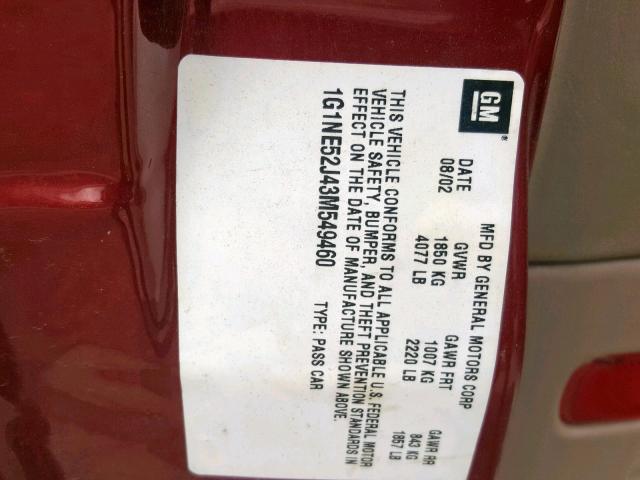 GM
®
MFD BY GENERAL MOTORS CORP
DATE GVWR GAWR FRT GAWR RR
08/02 1850 KG 1007 KG 843 KG
4077 LB 2220 LB 1857 LB
THIS VEHICLE CONFORMS TO ALL APPLICABLE U.S. FEDERAL MOTOR
VEHICLE SAFETY, BUMPER, AND THEFT PREVENTION STANDARDS IN
EFFECT ON THE DATE OF MANUFACTURE SHOWN ABOVE.
1G1NE52J43M549460 TYPE: PASS CAR